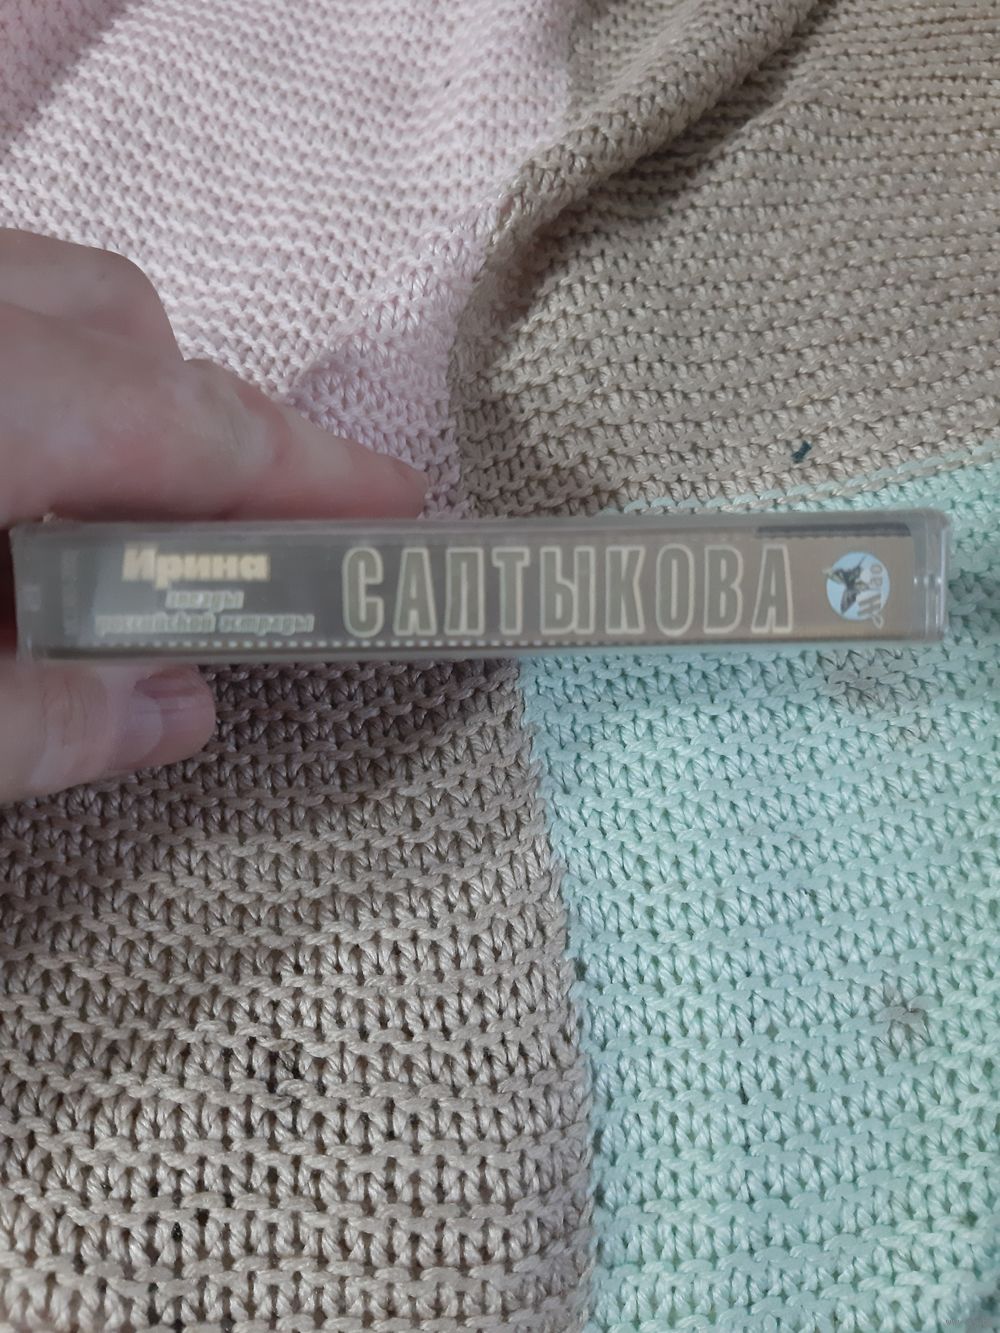 Ирина
звезды
российской эстрады
САЛТЫКОВА